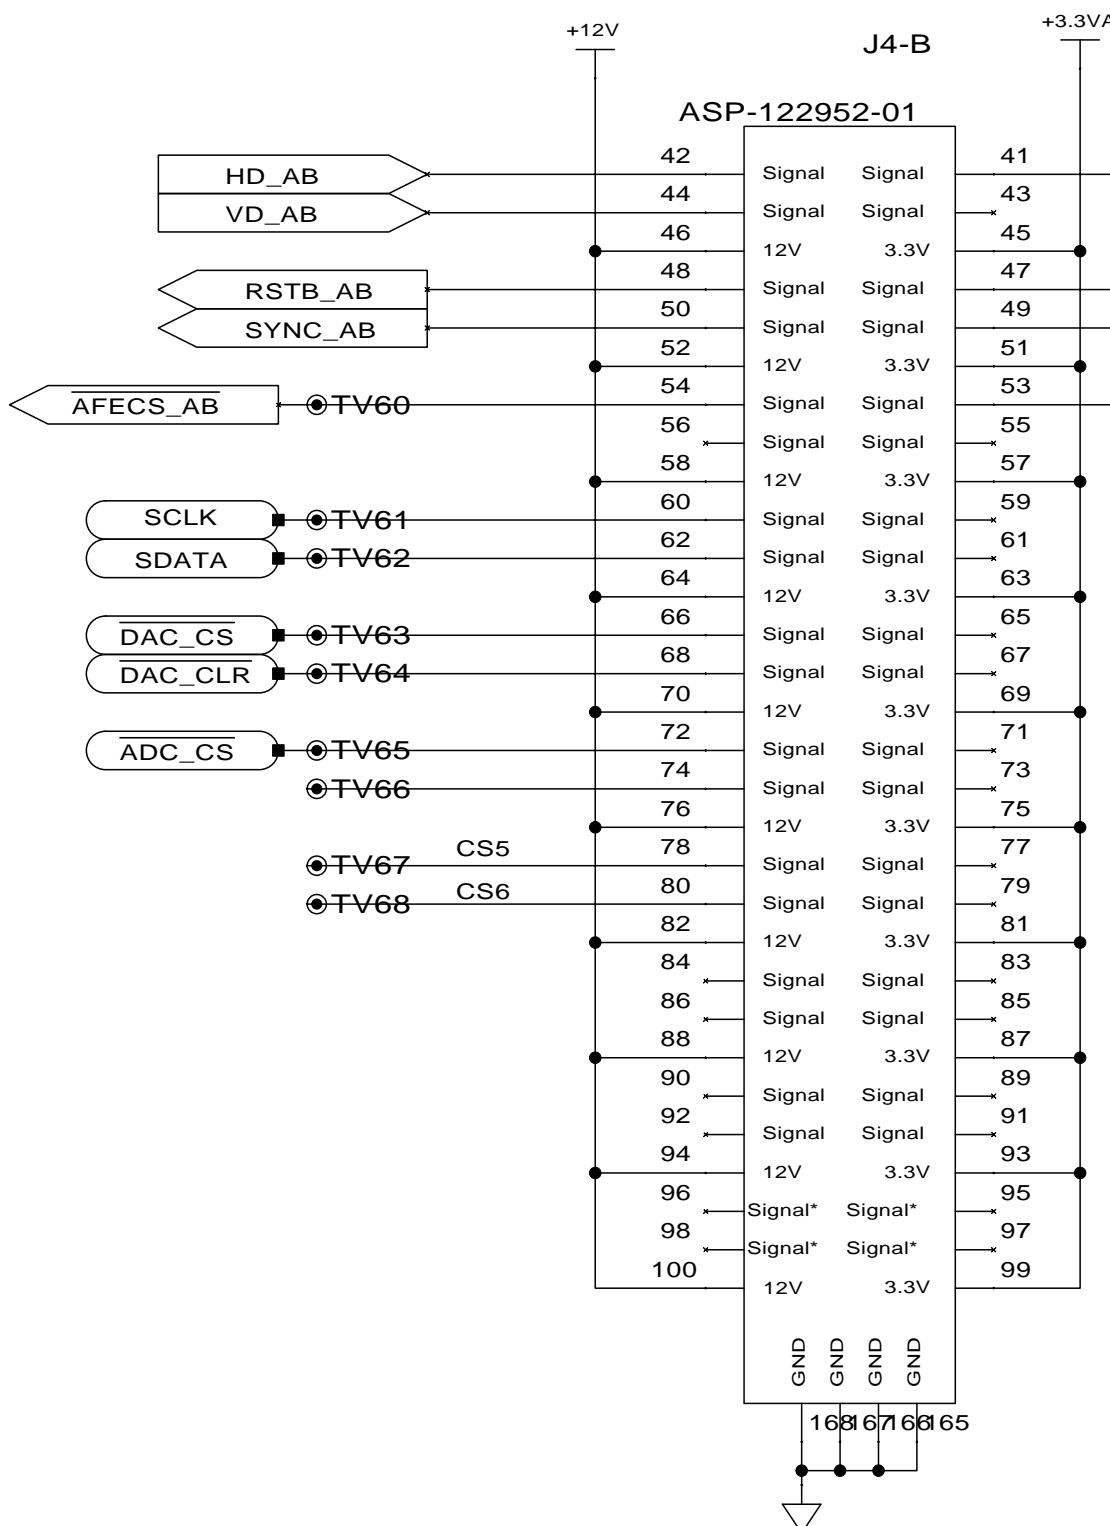 +12V +3.3VA
J4-B
ASP-122952-01
HD_AB 42 Signal Signal 41
VD_AB 44 Signal Signal 43
46 12V 3.3V 45
RSTB_AB 48 Signal Signal 47
SYNC_AB 50 Signal Signal 49
52 12V 3.3V 51
AFECS_AB TV60 54 Signal Signal 53
56 Signal Signal 55
58 12V 3.3V 57
SCLK TV61 60 Signal Signal 59
SDATA TV62 62 Signal Signal 61
64 12V 3.3V 63
DAC_CS TV63 66 Signal Signal 65
DAC_CLR TV64 68 Signal Signal 67
70 12V 3.3V 69
ADC_CS TV65 72 Signal Signal 71
TV66 74 Signal Signal 73
76 12V 3.3V 75
TV67 CS5 78 Signal Signal 77
TV68 CS6 80 Signal Signal 79
82 12V 3.3V 81
84 Signal Signal 83
86 Signal Signal 85
88 12V 3.3V 87
90 Signal Signal 89
92 Signal Signal 91
94 12V 3.3V 93
96 Signal* Signal* 95
98 Signal* Signal* 97
100 12V 3.3V 99
GND GND GND GND
168 167 166 165